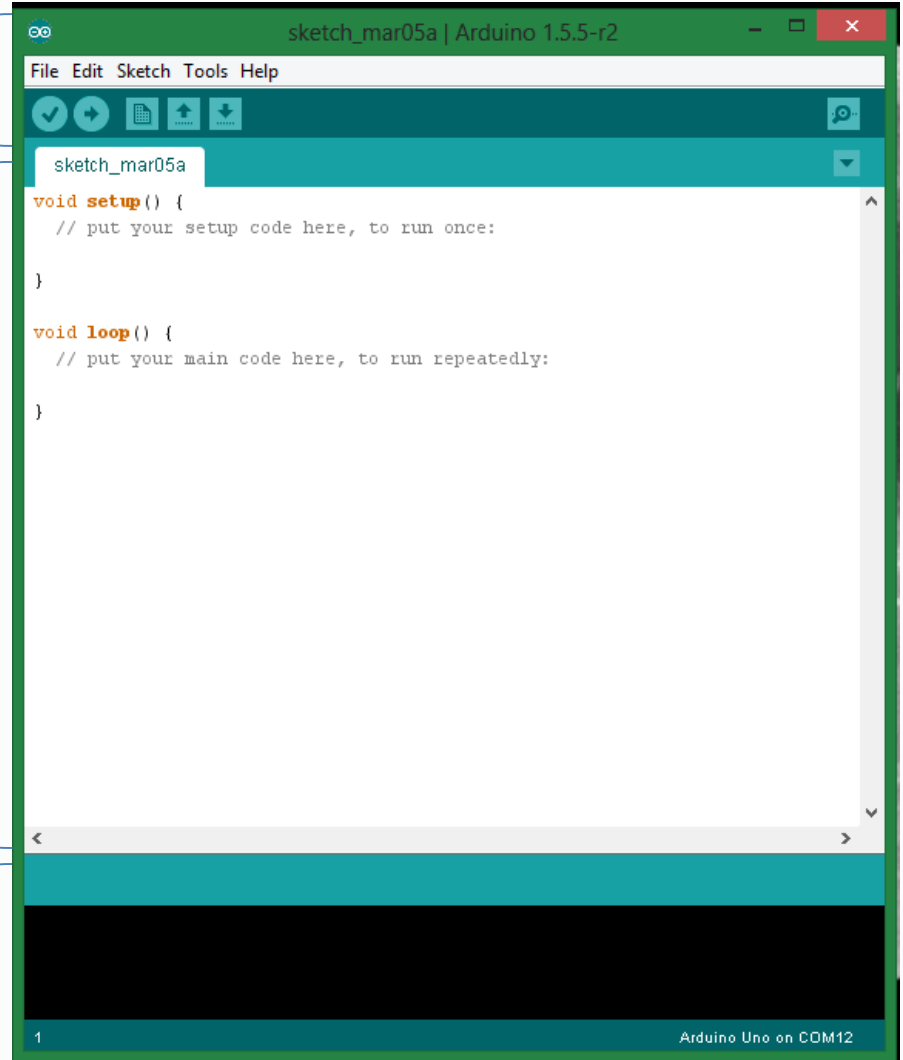 sketch_mar05a | Arduino 1.5.5-r2
File Edit Sketch Tools Help
sketch_mar05a
void setup() {
  // put your setup code here, to run once:
}
void loop() {
  // put your main code here, to run repeatedly:
}
1
Arduino Uno on COM12